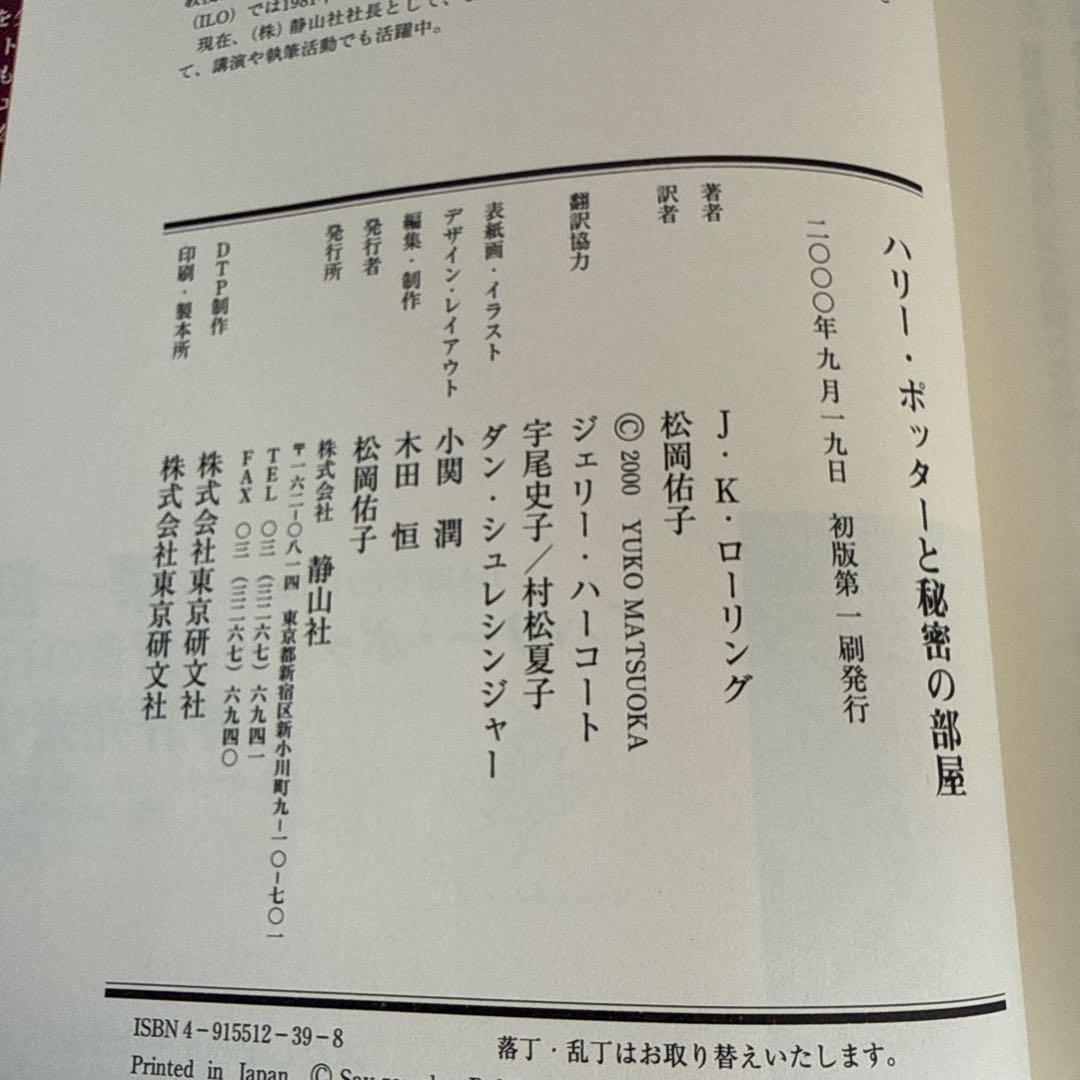 (ILO)では1981年
現在、(株)静山社社長として、
て、講演や執筆活動でも活躍中。
ハリー・ポッターと秘密の部屋
二〇〇〇年九月一九日　初版第一刷発行
著者　J・K・ローリング
訳者　松岡佑子
© 2000 YUKO MATSUOKA
翻訳協力　ジェリー・ハーコート
宇尾史子／村松夏子
表紙画・イラスト　ダン・シュレシンジャー
デザイン・レイアウト　小関　潤
編集・制作　木田　恒
発行者　松岡佑子
発行所　株式会社　静山社
〒一六二－〇八一四　東京都新宿区新小川町九－一〇－七〇一
TEL　〇三（三二六七）六九四一
FAX　〇三（三二六七）六九四〇
DTP制作　株式会社東京研文社
印刷・製本所　株式会社東京研文社
ISBN 4-915512-39-8
落丁・乱丁はお取り替えいたします。
Printed in Japan ©